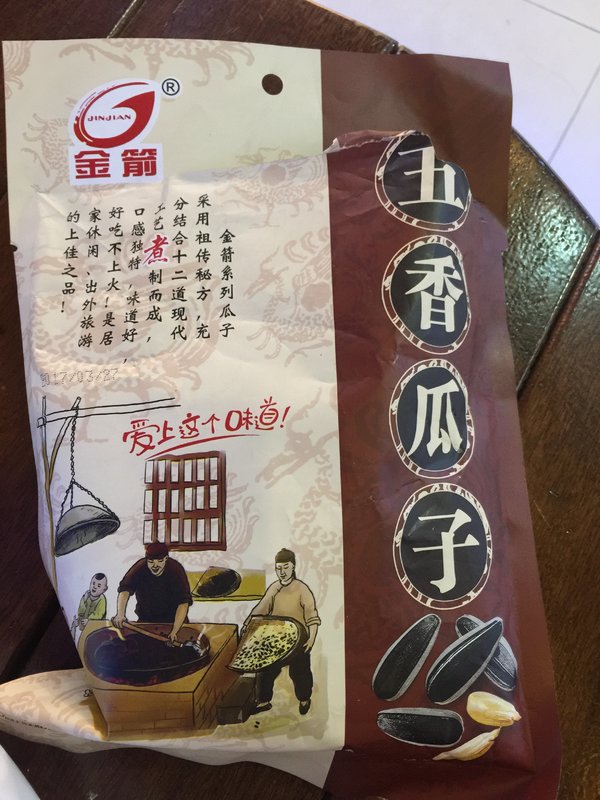 ®
JINJIAN
金箭
五香瓜子
金箭系列瓜子
采用祖传秘方,充
分结合十二道现代
工艺煮制而成,
口感独特,味道好,
好吃不上火!是居
家休闲、出外旅游
的上佳之品!
017/03/27
爱上这个味道!